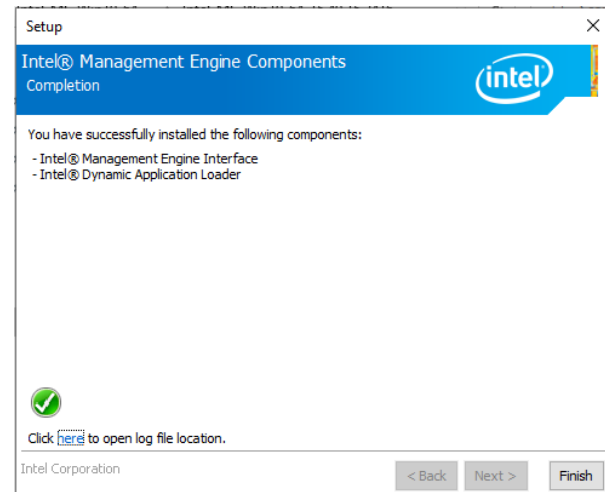 Setup
Intel® Management Engine Components
Completion
intel
You have successfully installed the following components:
- Intel® Management Engine Interface
- Intel® Dynamic Application Loader
Click here to open log file location.
Intel Corporation
< Back Next > Finish